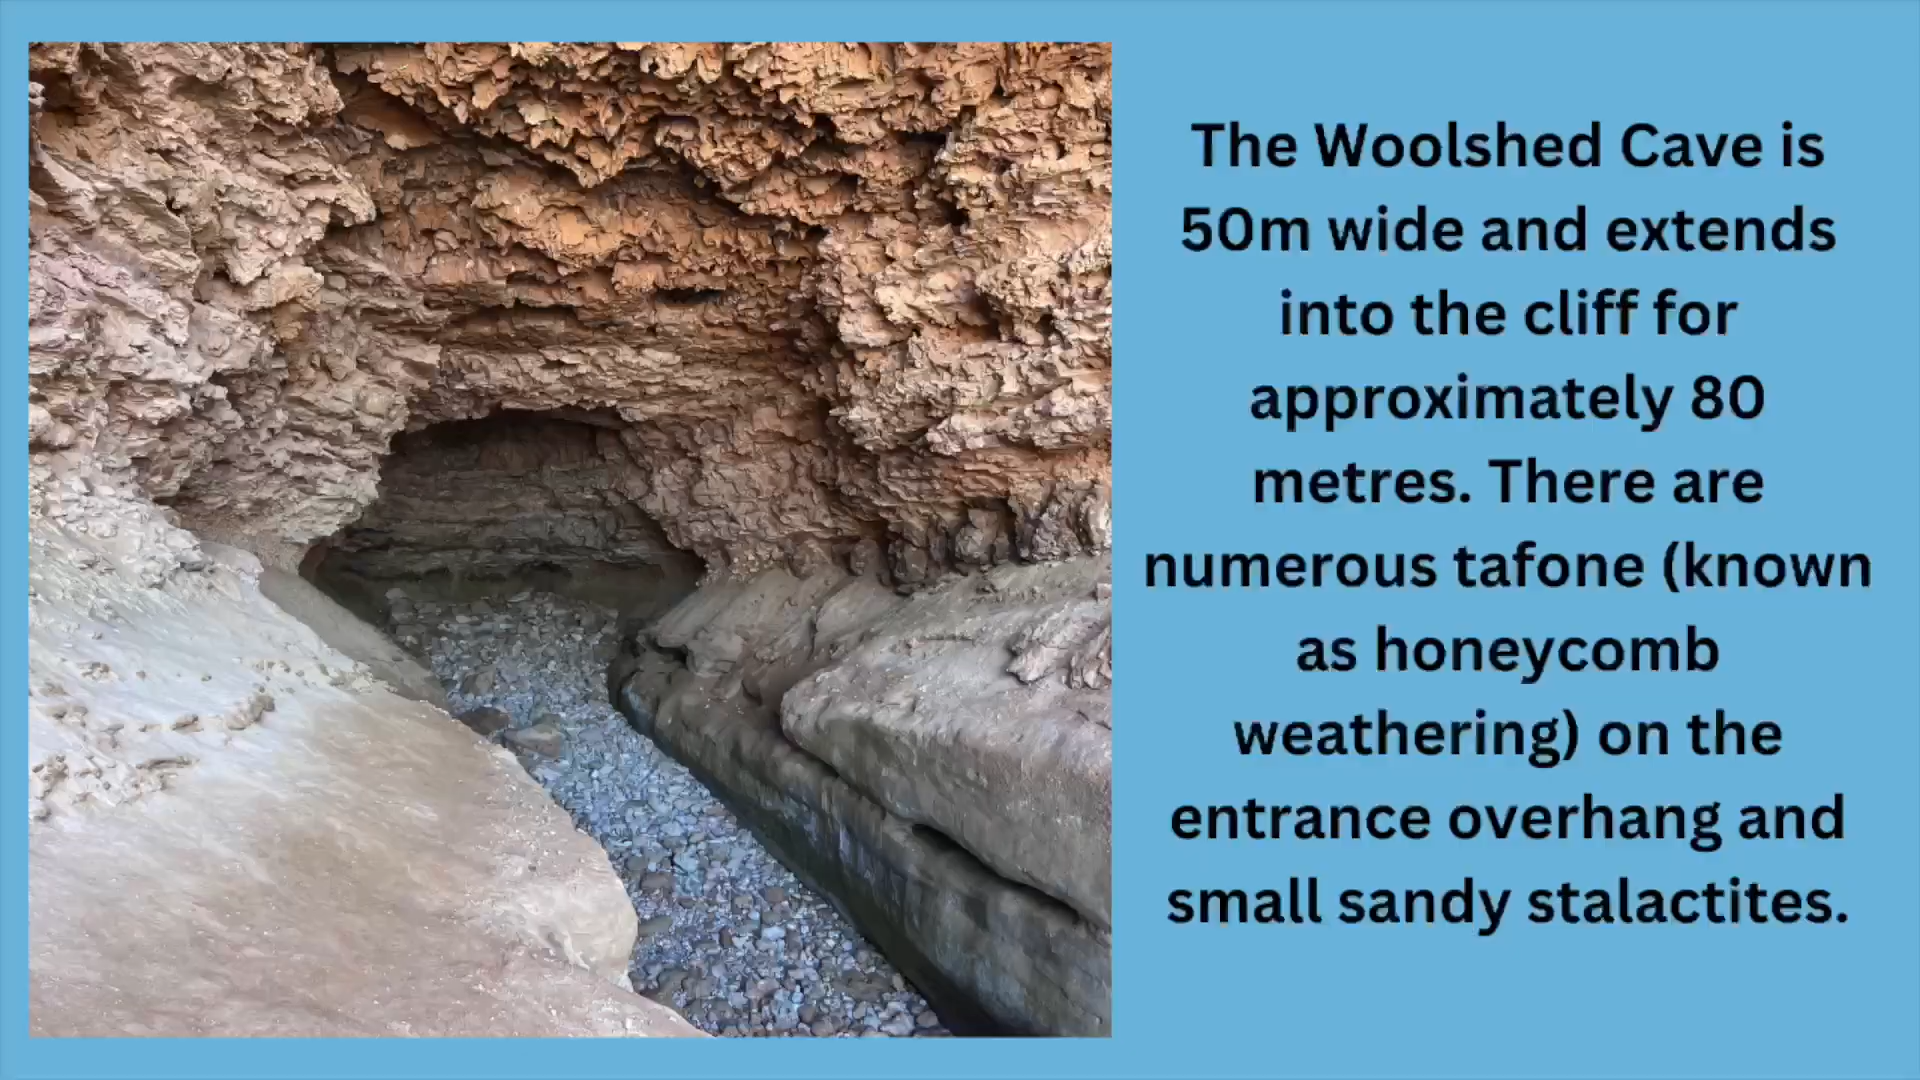 The Woolshed Cave is
50m wide and extends
into the cliff for
approximately 80
metres. There are
numerous tafone (known
as honeycomb
weathering) on the
entrance overhang and
small sandy stalactites.